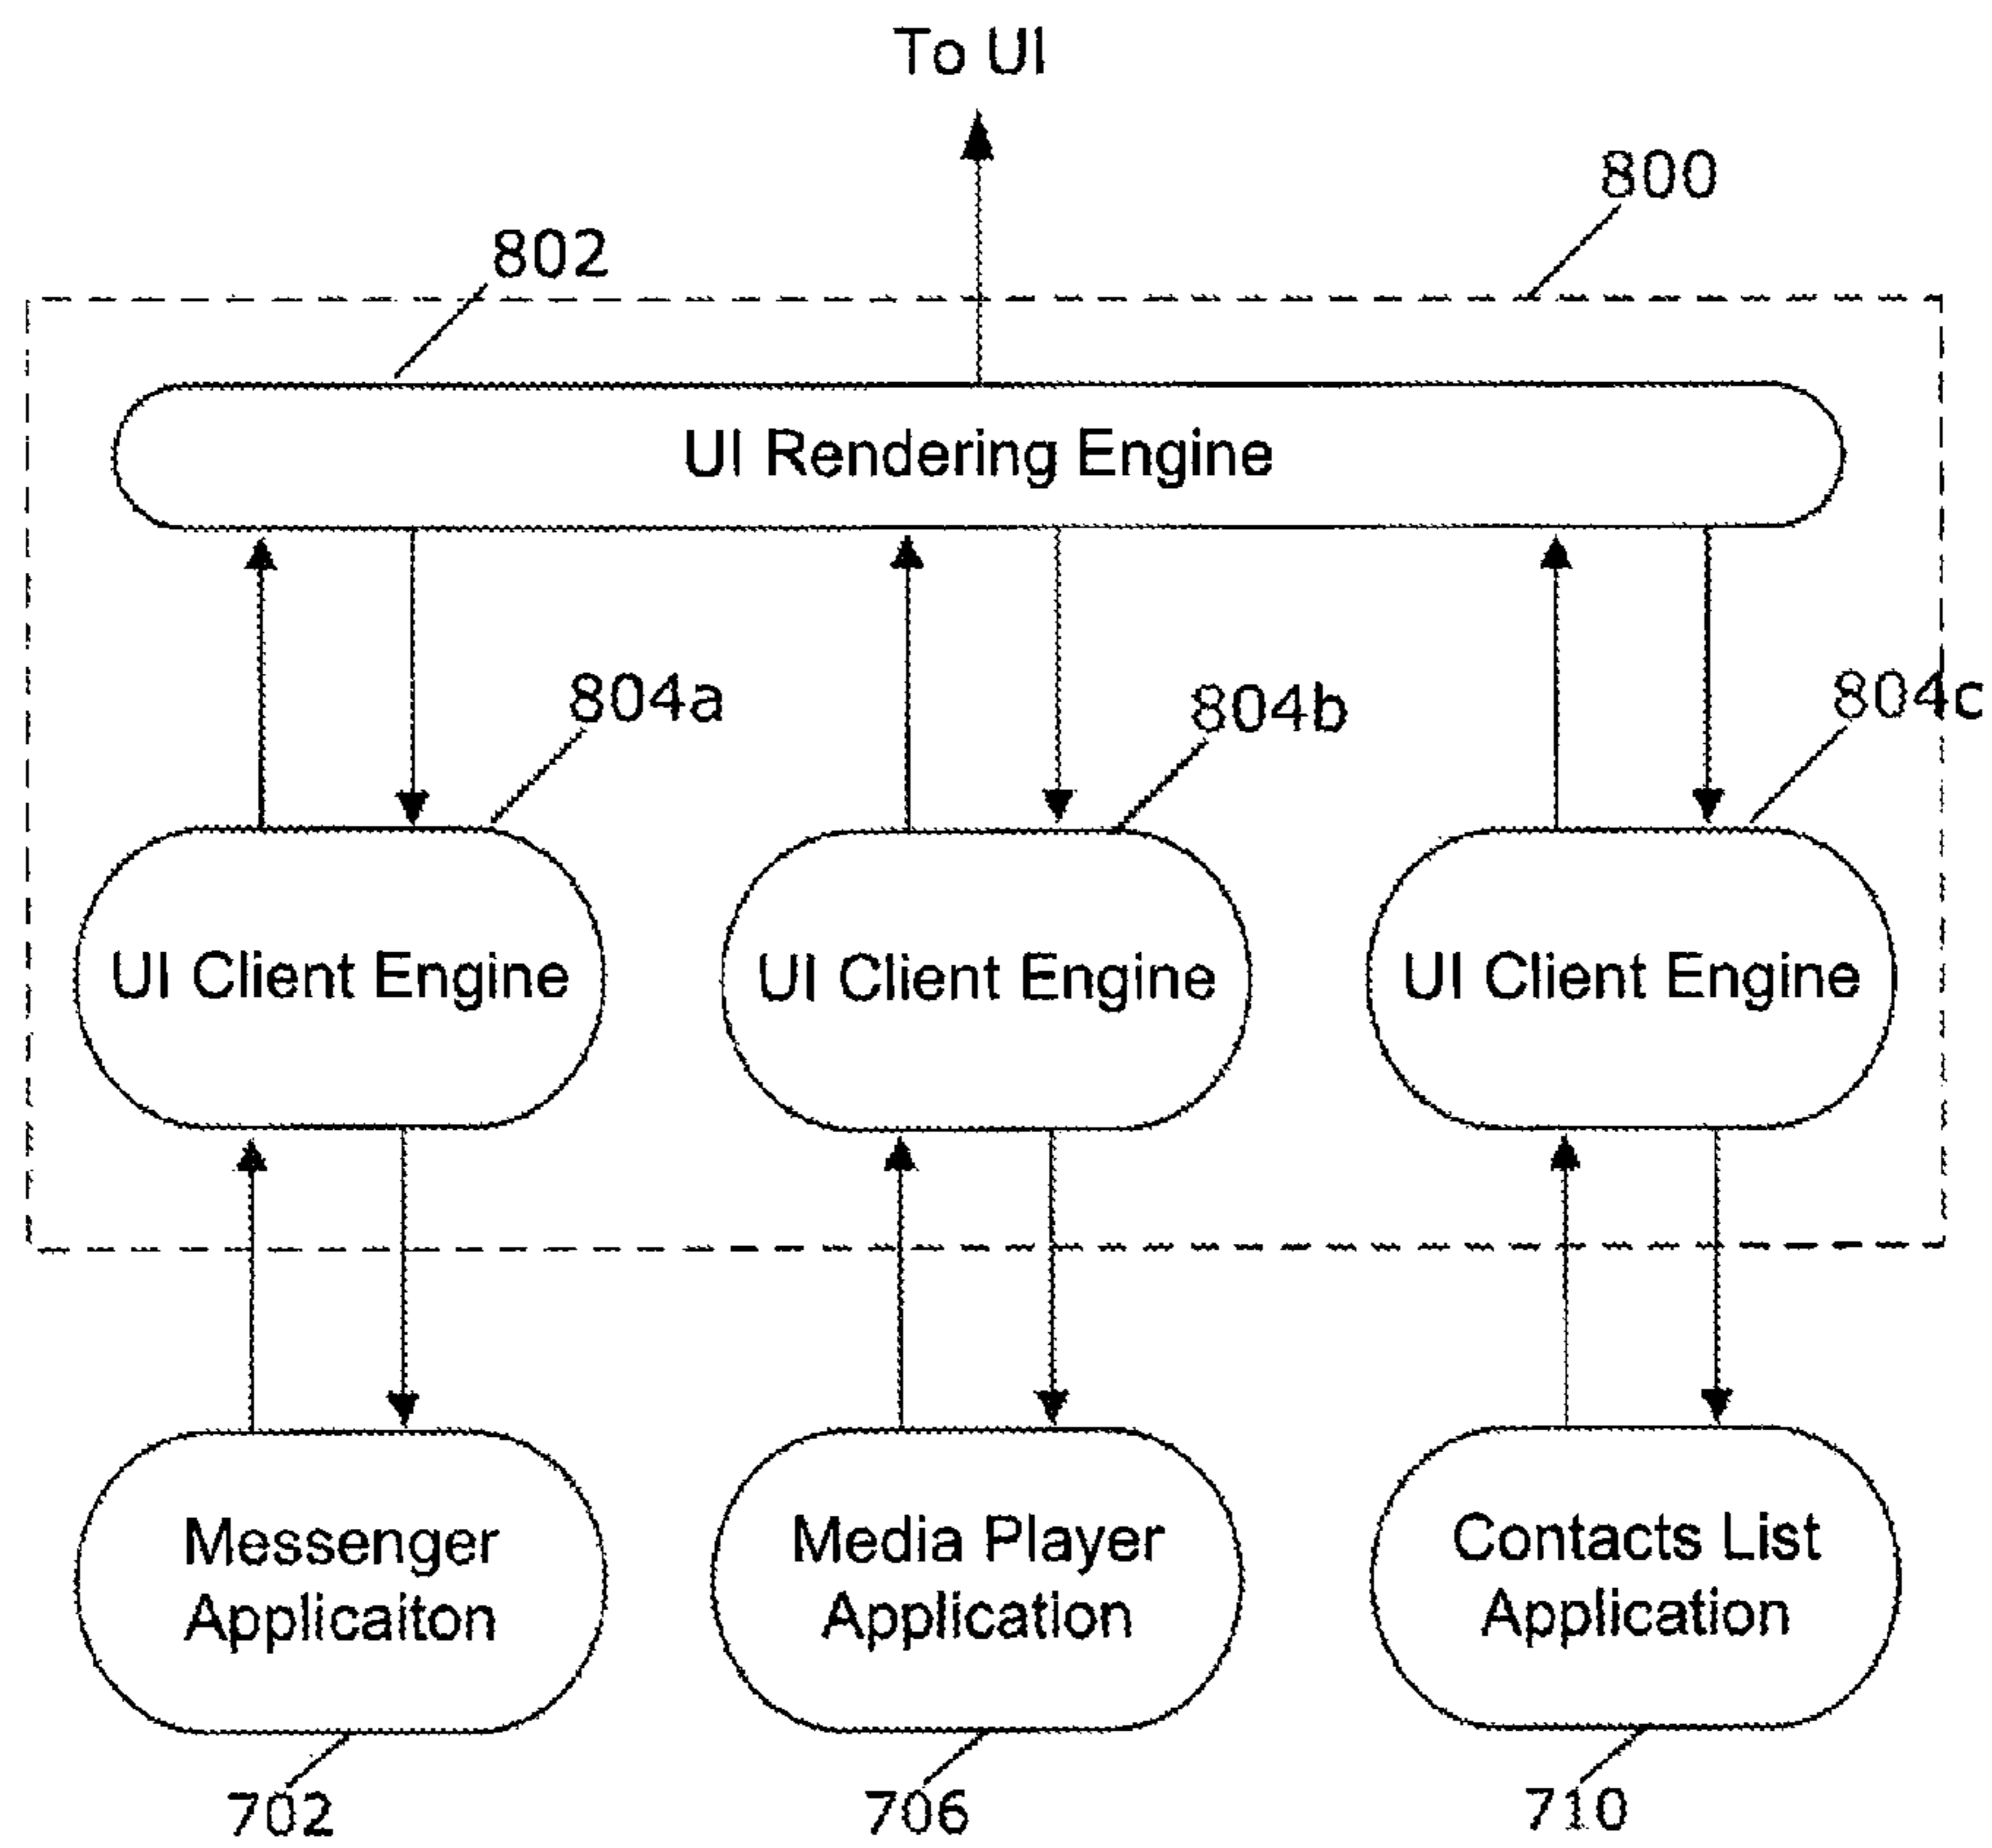 To UI
800
802
UI Rendering Engine
804a
804b
804c
UI Client Engine
UI Client Engine
UI Client Engine
Messenger
Applicaiton
Media Player
Application
Contacts List
Application
702
706
710